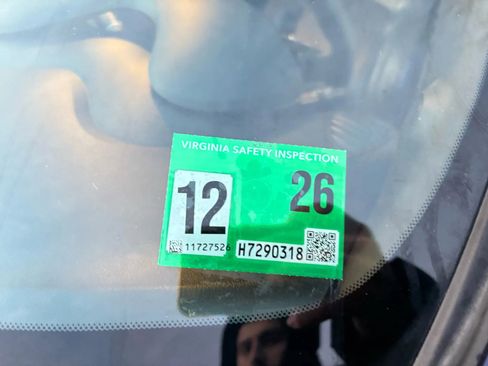 VIRGINIA SAFETY INSPECTION
12 26
11727526 H7290318